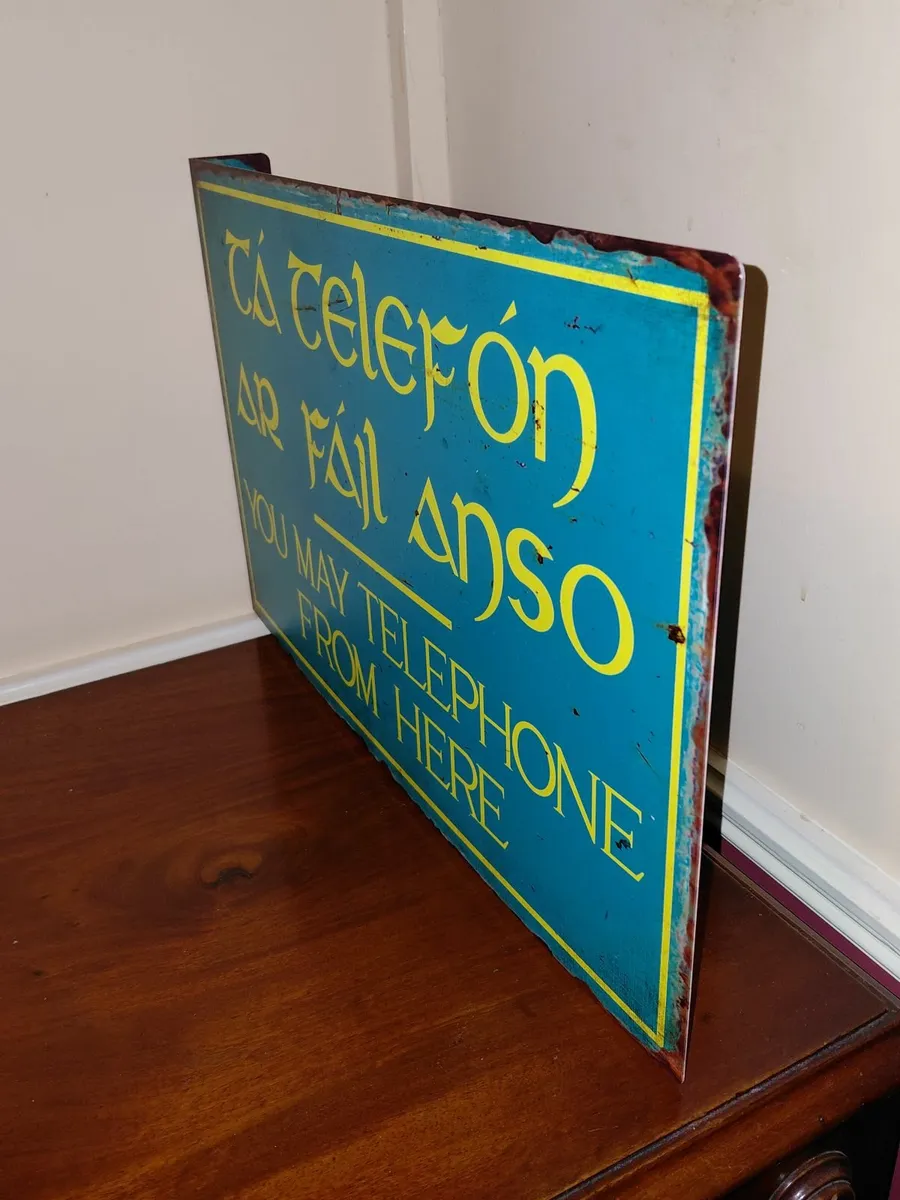 Tá Telefón
ar fáil anso
YOU MAY TELEPHONE
FROM HERE